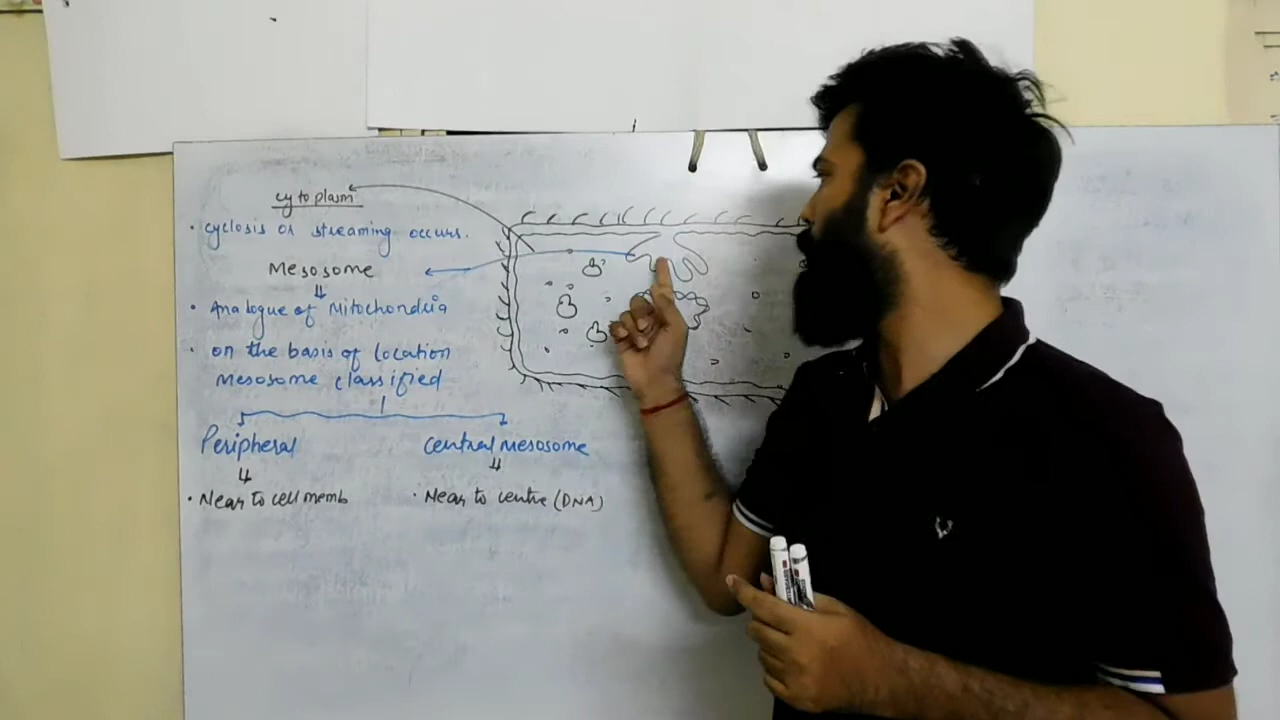 cytoplasm
• cyclosis or streaming occurs.
Mesosome
• Analogue of Mitochondria
• on the basis of location
mesosome classified
Peripheral
central mesosome
• Near to cell memb
• Near to centre (DNA)